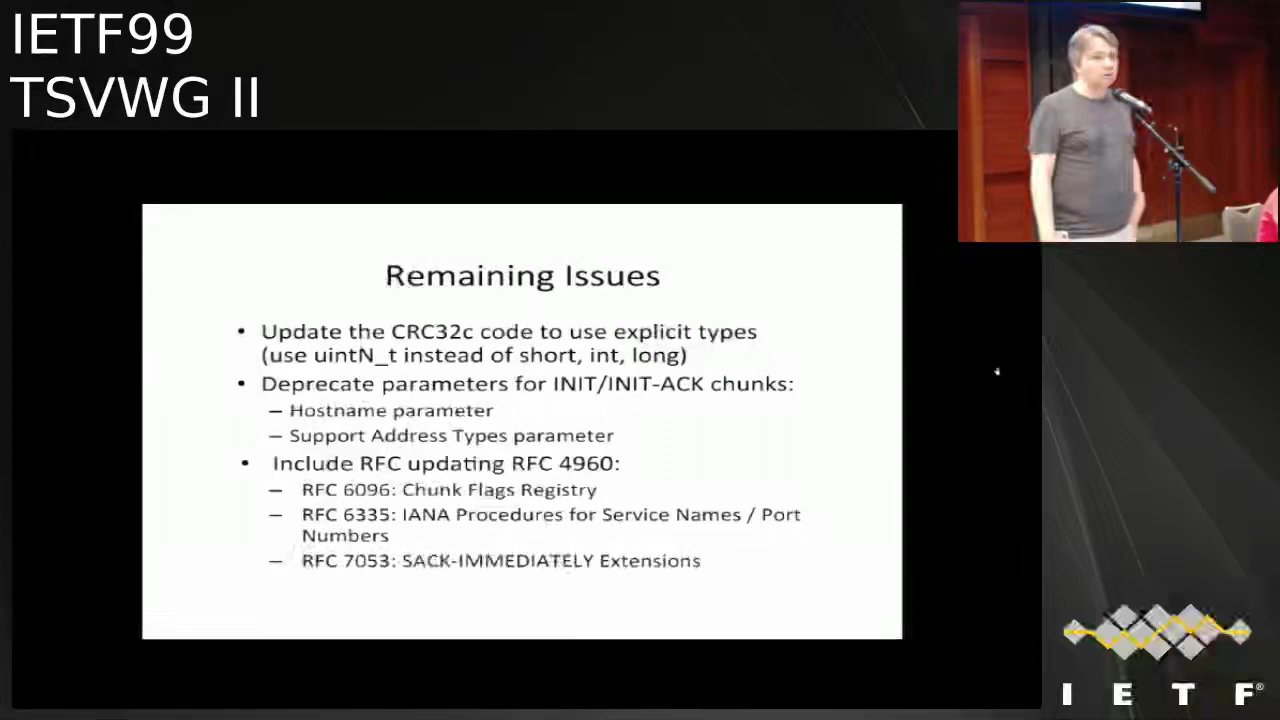 IETF99
TSVWG II
Remaining Issues
• Update the CRC32c code to use explicit types
(use uintN_t instead of short, int, long)
• Deprecate parameters for INIT/INIT-ACK chunks:
– Hostname parameter
– Support Address Types parameter
• Include RFC updating RFC 4960:
– RFC 6096: Chunk Flags Registry
– RFC 6335: IANA Procedures for Service Names / Port
Numbers
– RFC 7053: SACK-IMMEDIATELY Extensions
I E T F®